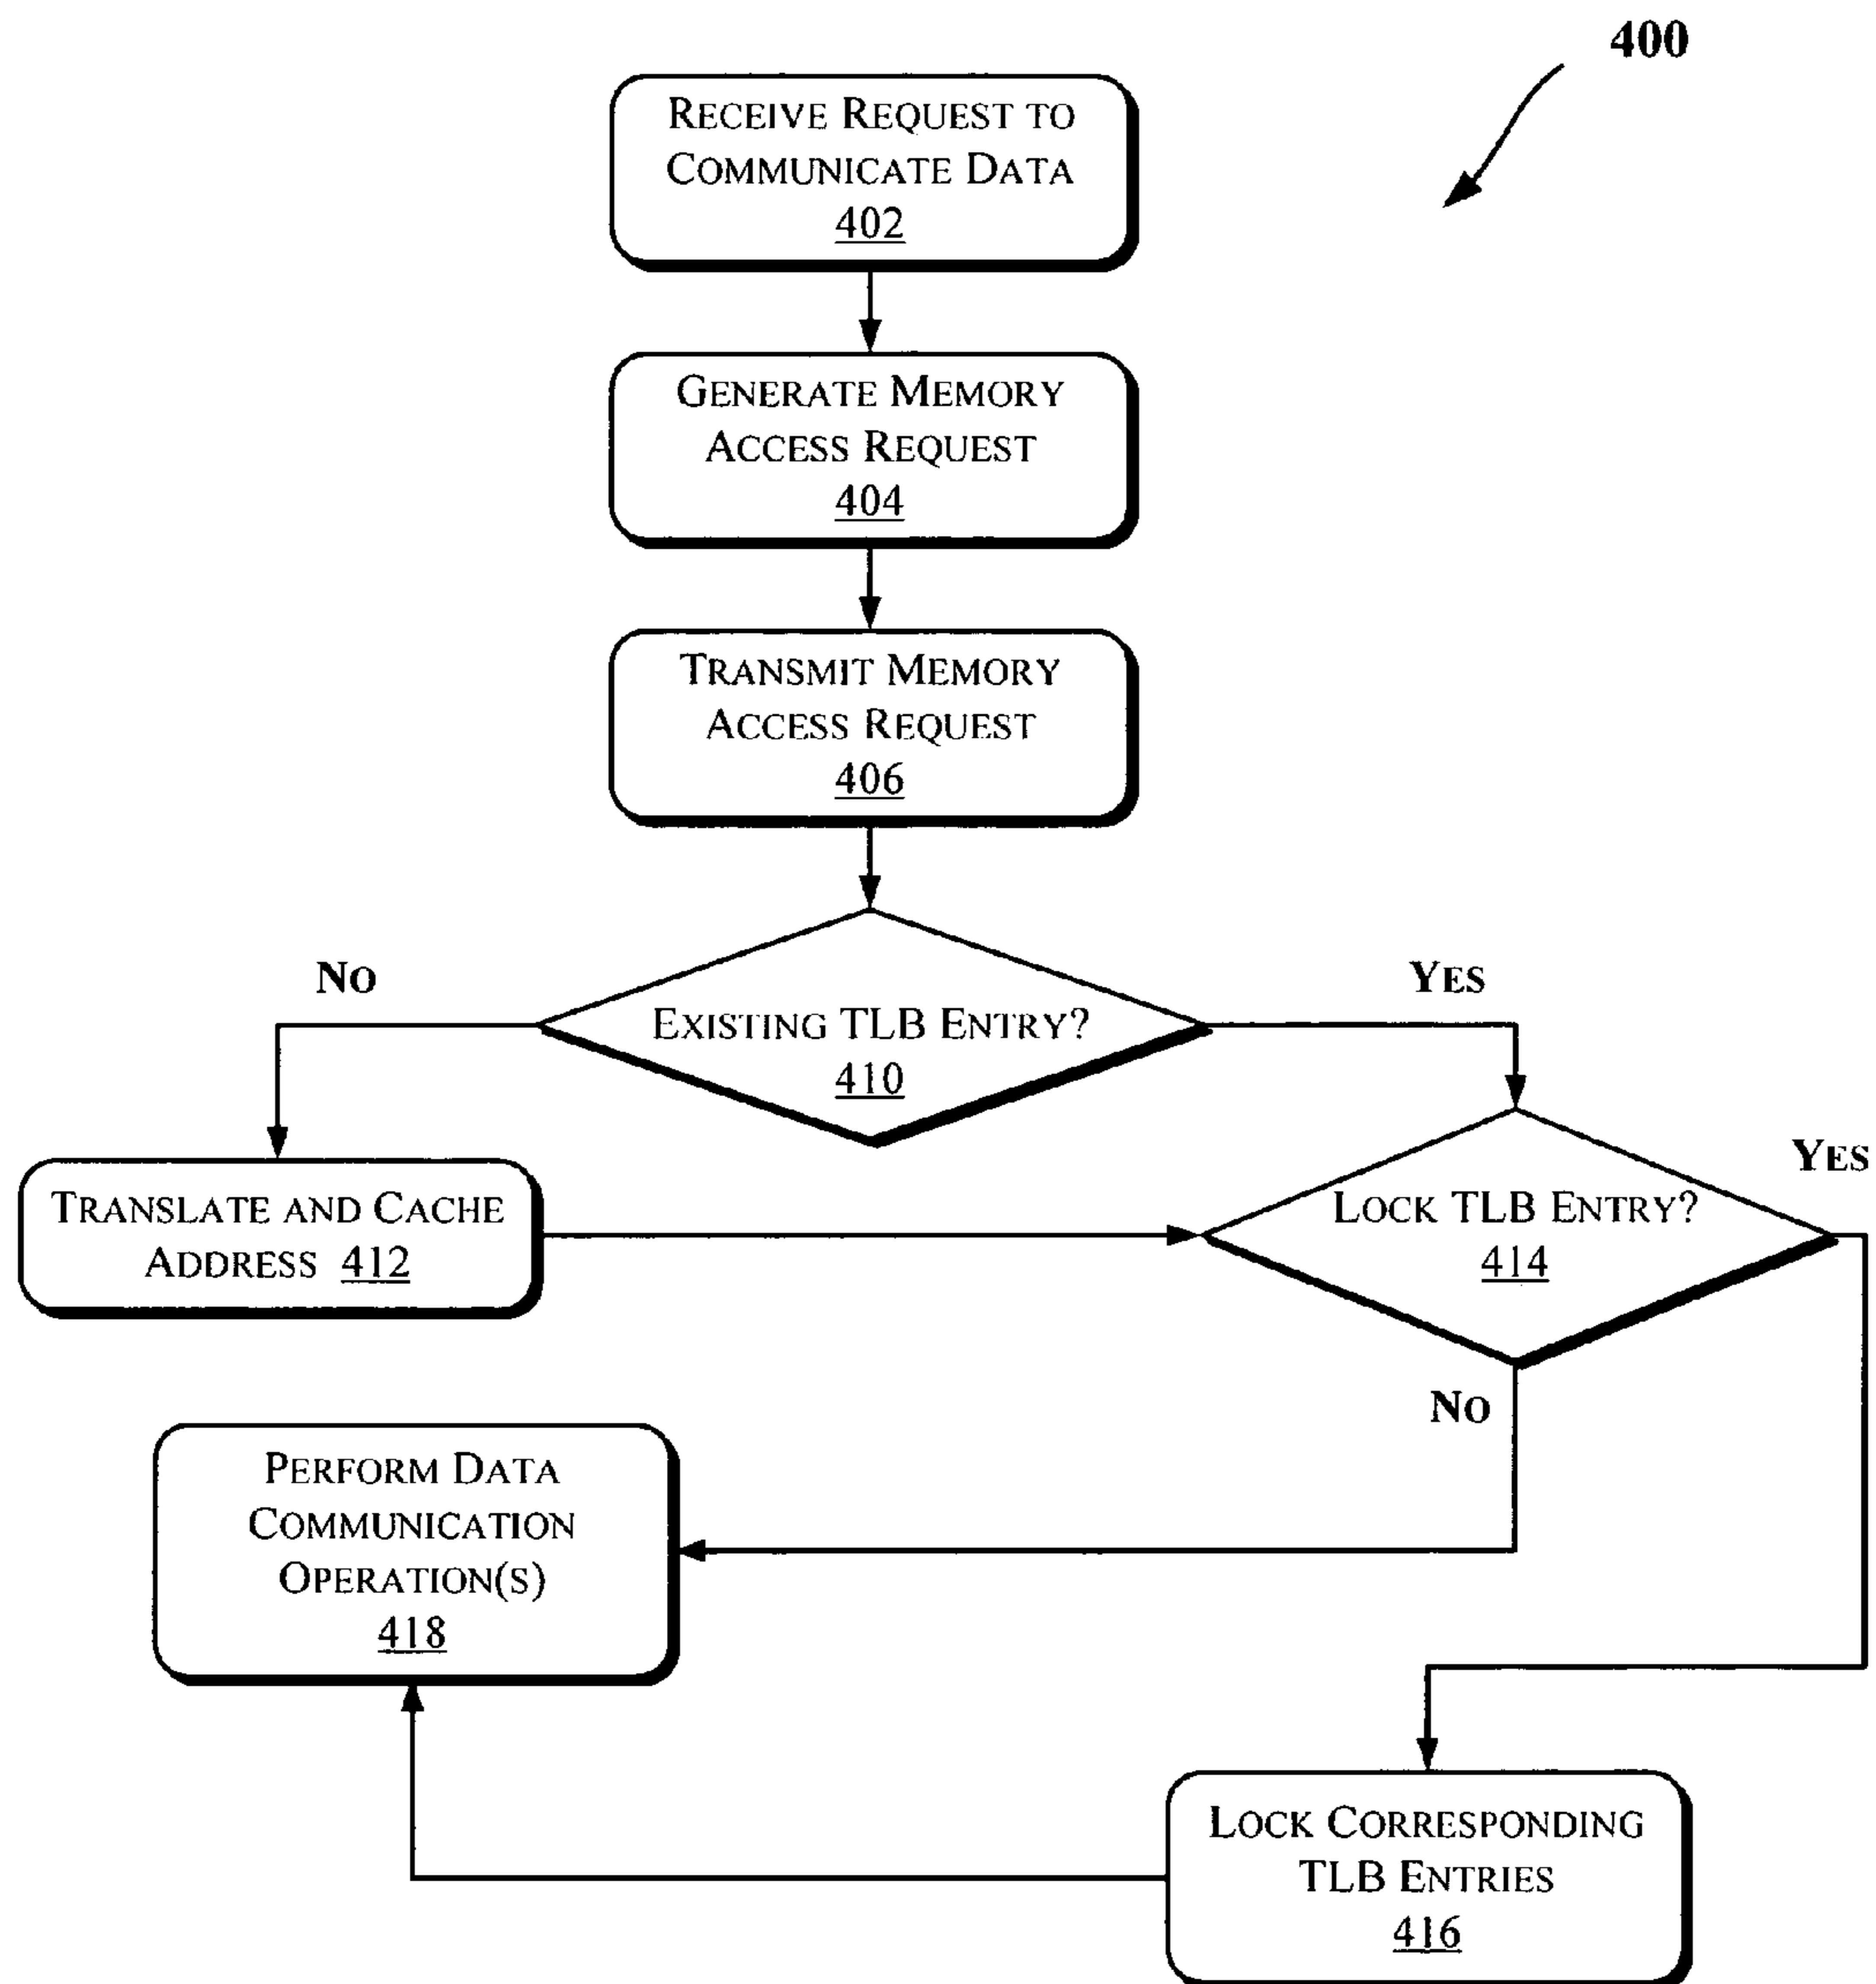 400
RECEIVE REQUEST TO
COMMUNICATE DATA
402
GENERATE MEMORY
ACCESS REQUEST
404
TRANSMIT MEMORY
ACCESS REQUEST
406
NO
YES
EXISTING TLB ENTRY?
410
YES
TRANSLATE AND CACHE
ADDRESS 412
LOCK TLB ENTRY?
414
NO
PERFORM DATA
COMMUNICATION
OPERATION(S)
418
LOCK CORRESPONDING
TLB ENTRIES
416